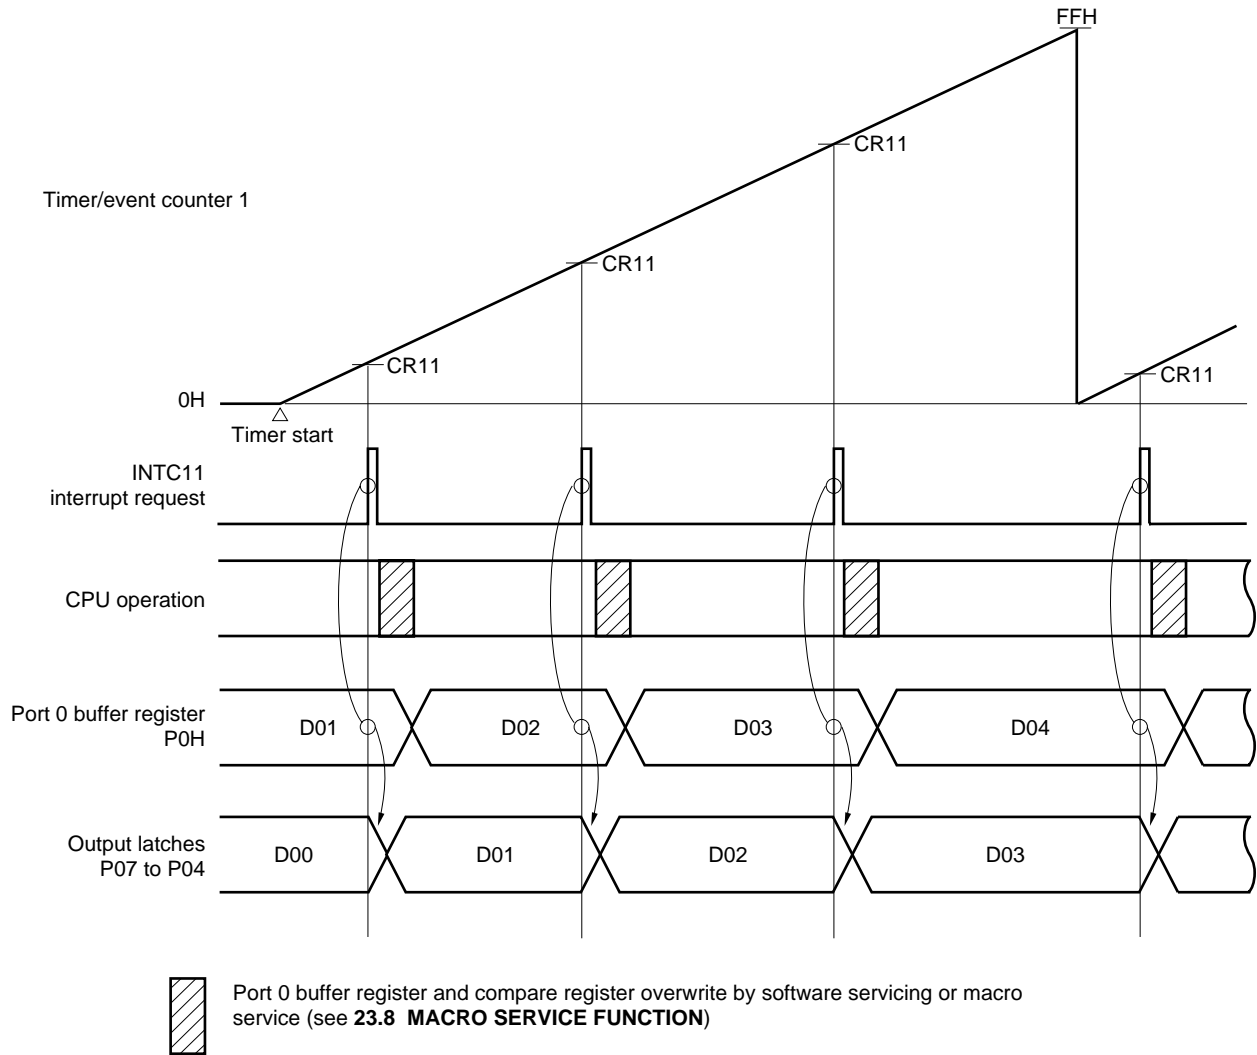 FFH
CR11
Timer/event counter 1
CR11
CR11
CR11
0H
Timer start
INTC11
interrupt request
CPU operation
Port 0 buffer register
P0H
D01
D02
D03
D04
Output latches
P07 to P04
D00
D01
D02
D03
Port 0 buffer register and compare register overwrite by software servicing or macro
service (see 23.8 MACRO SERVICE FUNCTION)